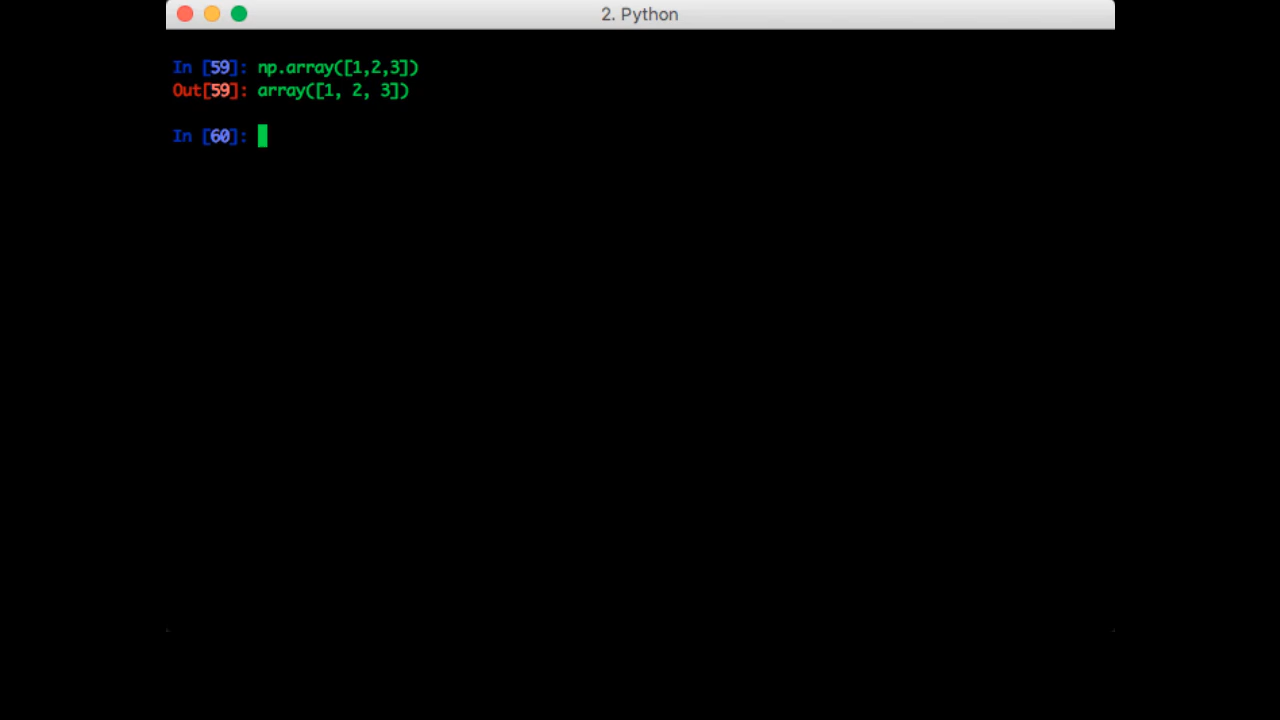 2. Python
In [59]: np.array([1,2,3])
Out[59]: array([1, 2, 3])
In [60]: